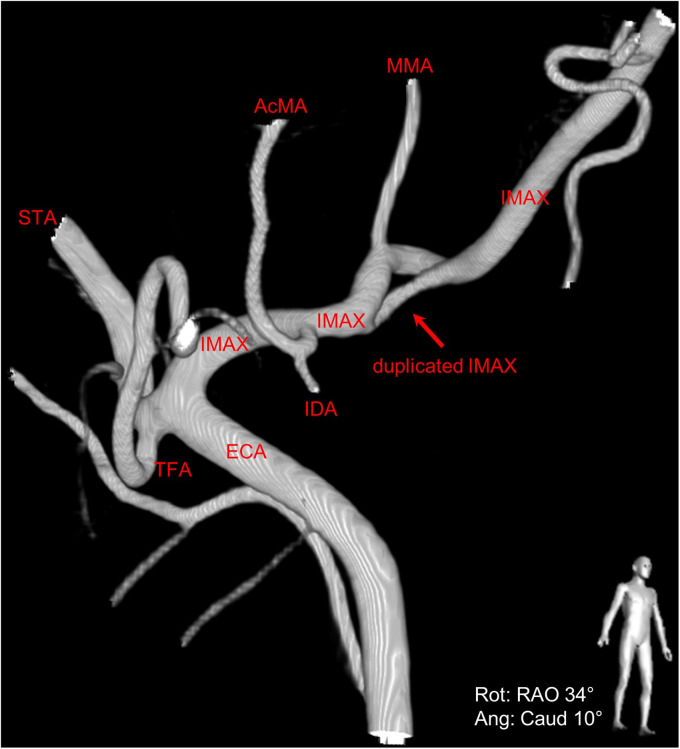 MMA
AcMA
IMAX
STA
IMAX
IMAX
duplicated IMAX
IDA
ECA
TFA
Rot: RAO 34°
Ang: Caud 10°